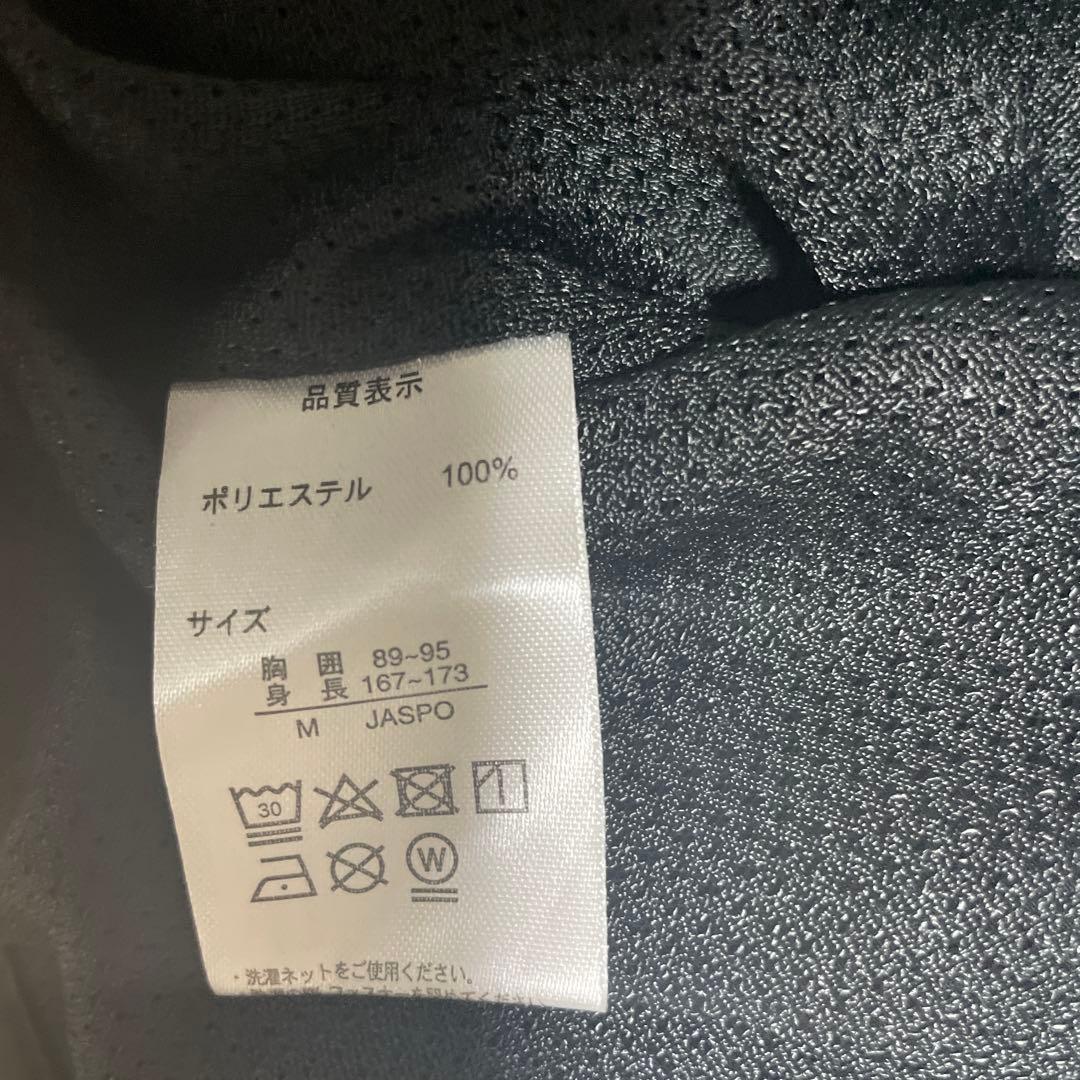 品質表示
ポリエステル 100%
サイズ
胸囲 89~95
身長 167~173
M JASPO
30
W
・洗濯ネットをご使用ください。